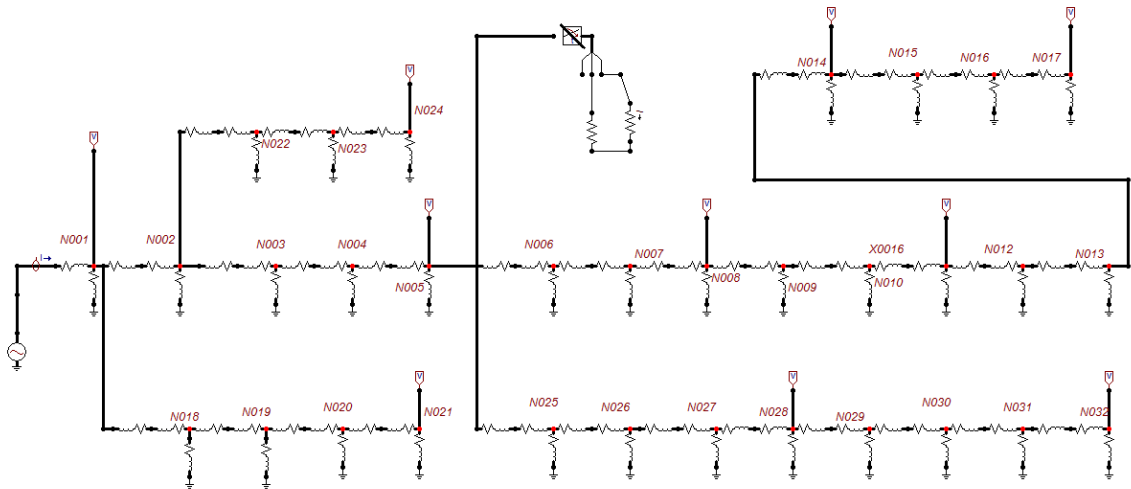 V
V
N014
N015
N016
N017
V
N024
I
N022
N023
V
I
V
V
V
N001
N002
N003
N004
N005
N006
N007
N008
N009
X0016
N010
N012
N013
V
V
V
N018
N019
N020
N021
N025
N026
N027
N028
N029
N030
N031
N032